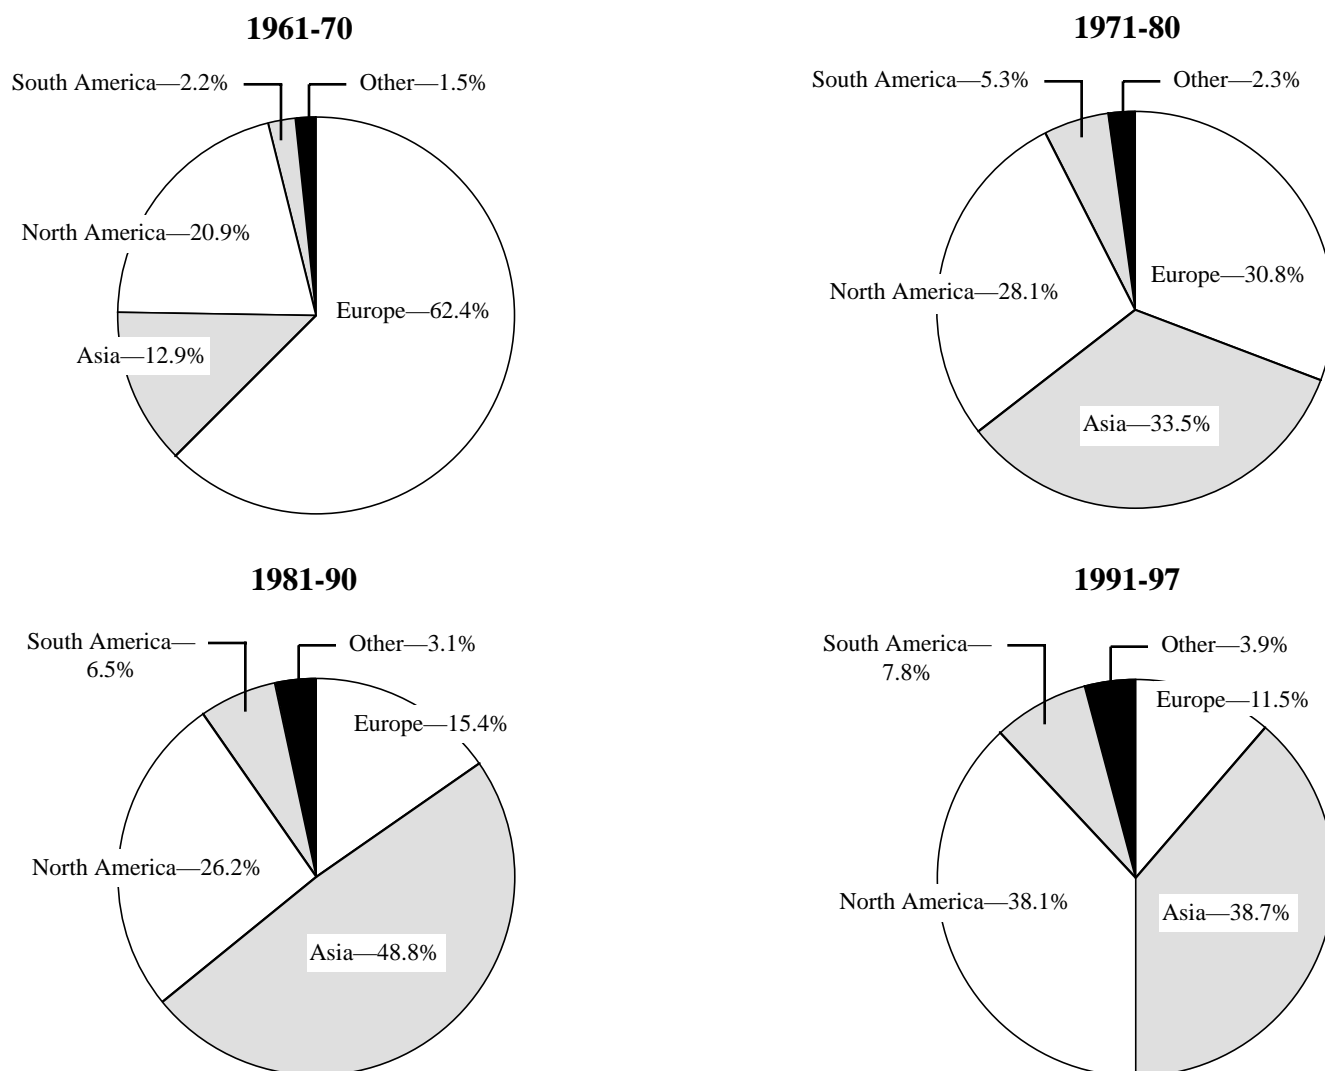 1961-70
South America—2.2%
Other—1.5%
North America—20.9%
Europe—62.4%
Asia—12.9%
1971-80
South America—5.3%
Other—2.3%
Europe—30.8%
North America—28.1%
Asia—33.5%
1981-90
South America—
6.5%
Other—3.1%
Europe—15.4%
North America—26.2%
Asia—48.8%
1991-97
South America—
7.8%
Other—3.9%
Europe—11.5%
North America—38.1%
Asia—38.7%